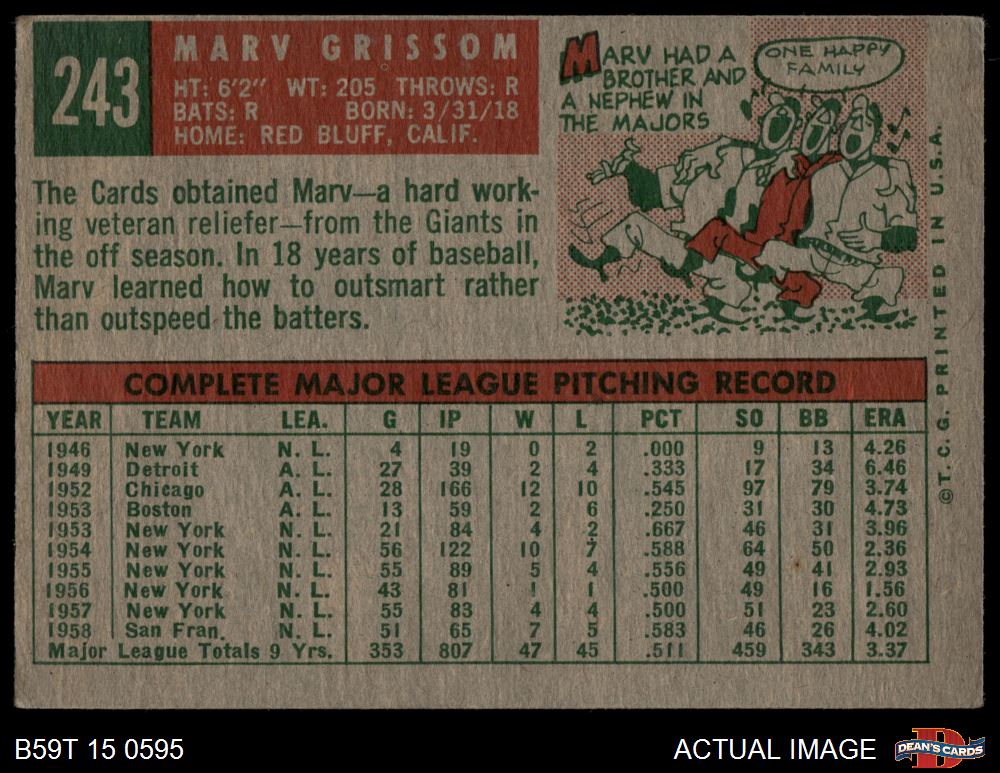 243
MARV GRISSOM
HT: 6'2" WT: 205 THROWS: R
BATS: R BORN: 3/31/18
HOME: RED BLUFF, CALIF.
MARV HAD A
BROTHER AND
A NEPHEW IN
THE MAJORS
ONE HAPPY
FAMILY
The Cards obtained Marv—a hard work-
ing veteran reliefer—from the Giants in
the off season. In 18 years of baseball,
Marv learned how to outsmart rather
than outspeed the batters.
COMPLETE MAJOR LEAGUE PITCHING RECORD
YEAR TEAM LEA. G IP W L PCT SO BB ERA
1946 New York N. L. 4 19 0 2 .000 9 13 4.26
1949 Detroit A. L. 27 39 2 4 .333 17 34 6.46
1952 Chicago A. L. 28 166 12 10 .545 97 79 3.74
1953 Boston A. L. 13 59 2 6 .250 31 30 4.73
1953 New York N. L. 21 84 4 2 .667 46 31 3.96
1954 New York N. L. 56 122 10 7 .588 64 50 2.36
1955 New York N. L. 55 89 5 4 .556 49 41 2.93
1956 New York N. L. 43 81 1 1 .500 49 16 1.56
1957 New York N. L. 55 83 4 4 .500 51 23 2.60
1958 San Fran. N. L. 51 65 7 5 .583 46 26 4.02
Major League Totals 9 Yrs. 353 807 47 45 .511 459 343 3.37
©T. C. G. PRINTED IN U.S.A.
B59T 15 0595
ACTUAL IMAGE
D
DEAN'S CARDS